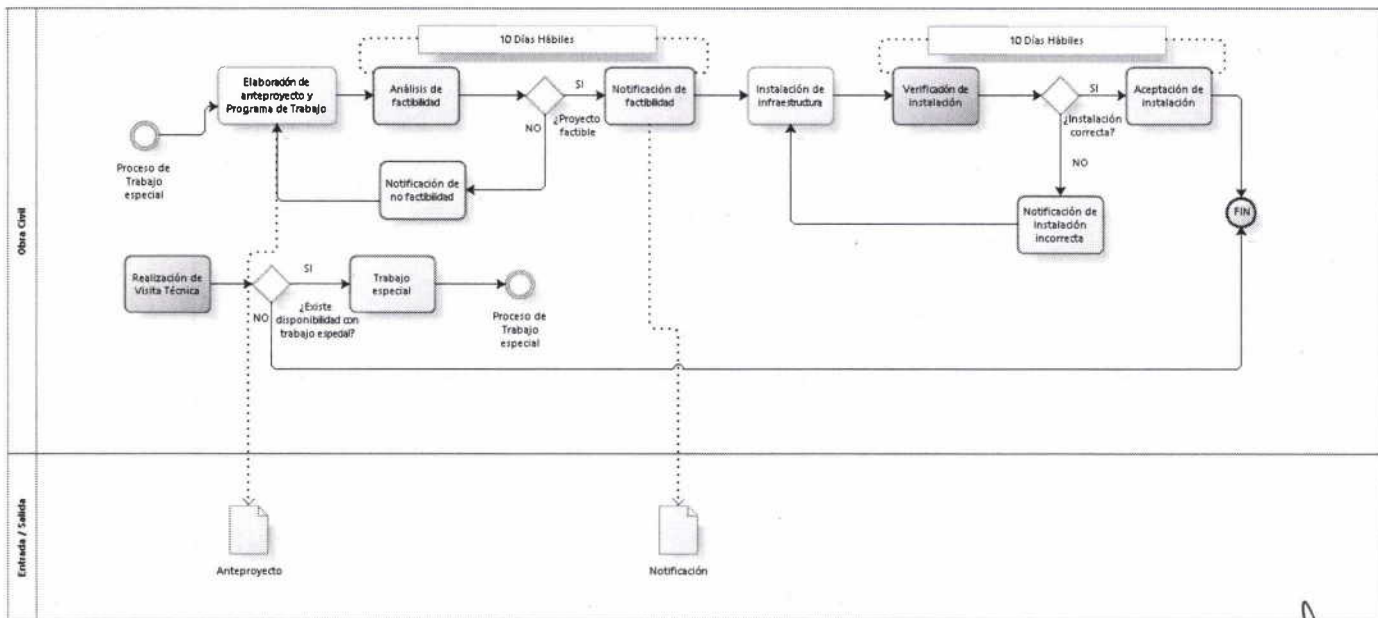 Obra Civil
10 Días Hábiles
10 Días Hábiles
Elaboración de
anteproyecto y
Programa de Trabajo
Análisis de
factibilidad
SI
¿Proyecto
factible
NO
Notificación de
factibilidad
Instalación de
infraestructura
Verificación de
instalación
SI
¿Instalación
correcta?
NO
Aceptación de
instalación
Proceso de
Trabajo
especial
Notificación de
no factibilidad
Notificación de
instalación
incorrecta
FIN
Realización de
Visita Técnica
SI
¿Existe
disponibilidad con
trabajo especial?
NO
Trabajo
especial
Proceso de
Trabajo
especial
Entrada / Salida
Anteproyecto
Notificación